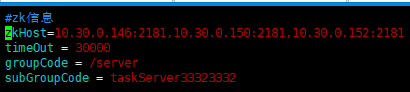 #zk信息
zkHost=10.30.0.146:2181,10.30.0.150:2181,10.30.0.152:2181
timeOut = 30000
groupCode = /server
subGroupCode = taskServer33323332